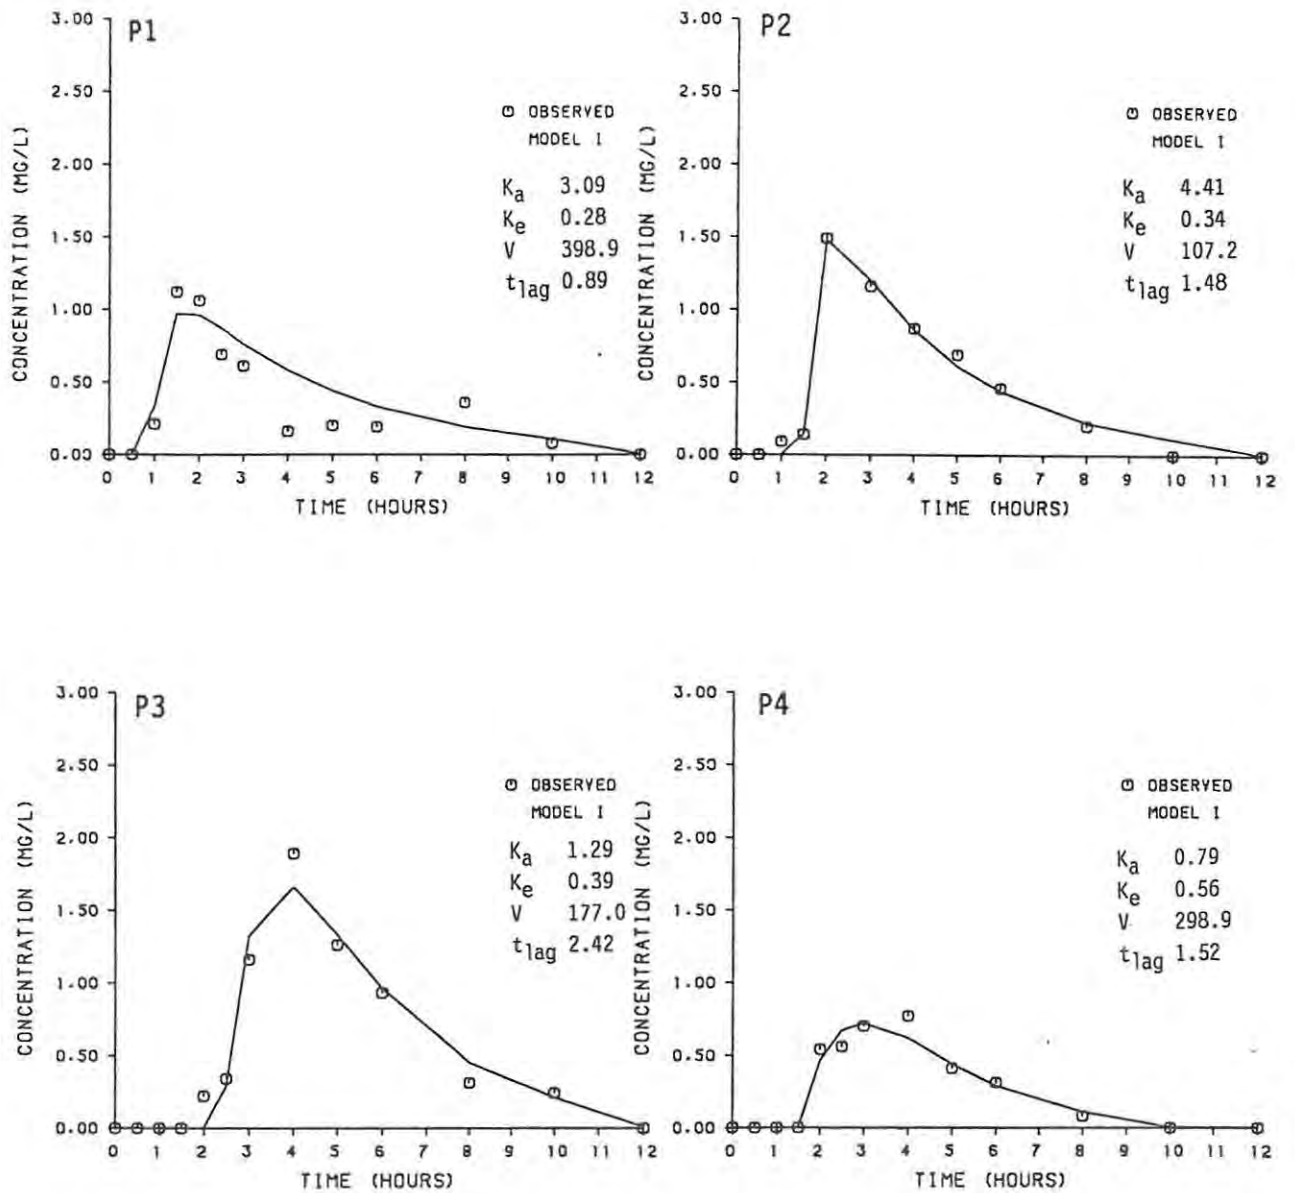 P1
3.00
2.50
2.00
1.50
1.00
0.50
0.00
CONCENTRATION (MG/L)
OBSERVED
MODEL I
Ka 3.09
Ke 0.28
V 398.9
tlag 0.89
0 1 2 3 4 5 6 7 8 9 10 11 12
TIME (HOURS)
P2
3.00
2.50
2.00
1.50
1.00
0.50
0.00
CONCENTRATION (MG/L)
OBSERVED
MODEL I
Ka 4.41
Ke 0.34
V 107.2
tlag 1.48
0 1 2 3 4 5 6 7 8 9 10 11 12
TIME (HOURS)
P3
3.00
2.50
2.00
1.50
1.00
0.50
0.00
CONCENTRATION (MG/L)
OBSERVED
MODEL I
Ka 1.29
Ke 0.39
V 177.0
tlag 2.42
0 1 2 3 4 5 6 7 8 9 10 11 12
TIME (HOURS)
P4
3.00
2.50
2.00
1.50
1.00
0.50
0.00
CONCENTRATION (MG/L)
OBSERVED
MODEL I
Ka 0.79
Ke 0.56
V 298.9
tlag 1.52
0 1 2 3 4 5 6 7 8 9 10 11 12
TIME (HOURS)